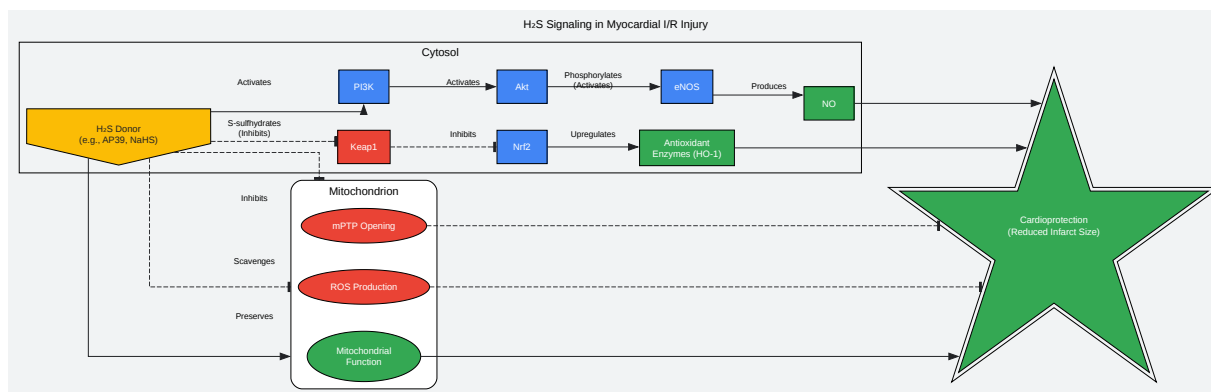 H₂S Signaling in Myocardial I/R Injury
Cytosol
Activates
PI3K
Activates
Akt
Phosphorylates
(Activates)
eNOS
Produces
NO
H₂S Donor
(e.g., AP39, NaHS)
S-sulfhydrates
(Inhibits)
Keap1
Inhibits
Nrf2
Upregulates
Antioxidant
Enzymes (HO-1)
Mitochondrion
Inhibits
mPTP Opening
Cardioprotection
(Reduced Infarct Size)
Scavenges
ROS Production
Preserves
Mitochondrial
Function